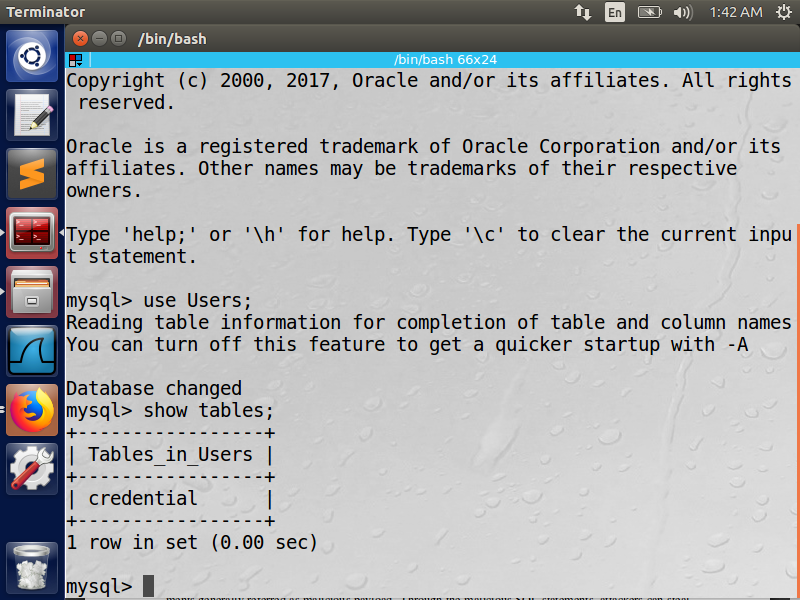 Terminator
En
1:42 AM
/bin/bash
/bin/bash 66x24
Copyright (c) 2000, 2017, Oracle and/or its affiliates. All rights
 reserved.
Oracle is a registered trademark of Oracle Corporation and/or its
affiliates. Other names may be trademarks of their respective
owners.
Type 'help;' or '\h' for help. Type '\c' to clear the current inpu
t statement.
mysql> use Users;
Reading table information for completion of table and column names
You can turn off this feature to get a quicker startup with -A
Database changed
mysql> show tables;
+-----------------+
| Tables_in_Users |
+-----------------+
| credential      |
+-----------------+
1 row in set (0.00 sec)
mysql>